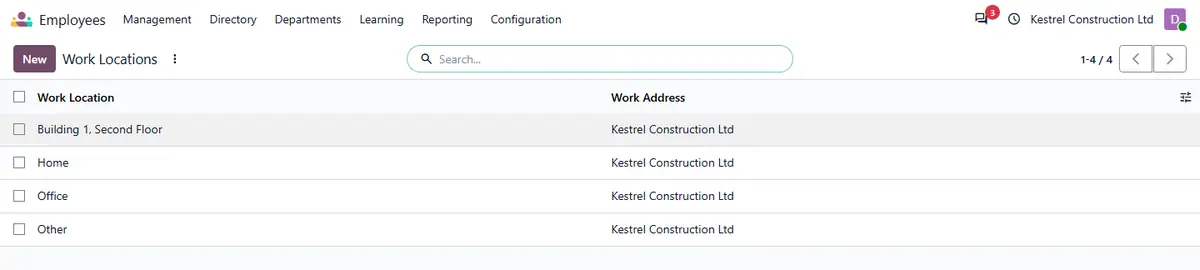 Employees Management Directory Departments Learning Reporting Configuration 3 Kestrel Construction Ltd D
New Work Locations Search... 1-4 / 4
Work Location Work Address
Building 1, Second Floor Kestrel Construction Ltd
Home Kestrel Construction Ltd
Office Kestrel Construction Ltd
Other Kestrel Construction Ltd